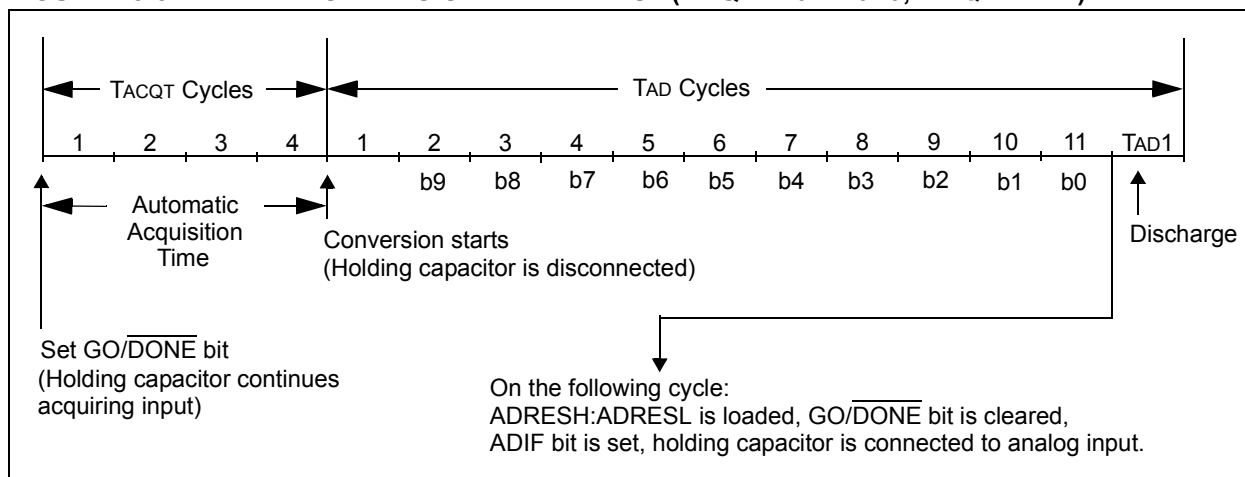 TACQT Cycles
TAD Cycles
1 2 3 4 1 2 3 4 5 6 7 8 9 10 11 TAD1
b9 b8 b7 b6 b5 b4 b3 b2 b1 b0
Automatic
Acquisition
Time
Conversion starts
(Holding capacitor is disconnected)
Discharge
Set GO/DONE bit
(Holding capacitor continues
acquiring input)
On the following cycle:
ADRESH:ADRESL is loaded, GO/DONE bit is cleared,
ADIF bit is set, holding capacitor is connected to analog input.